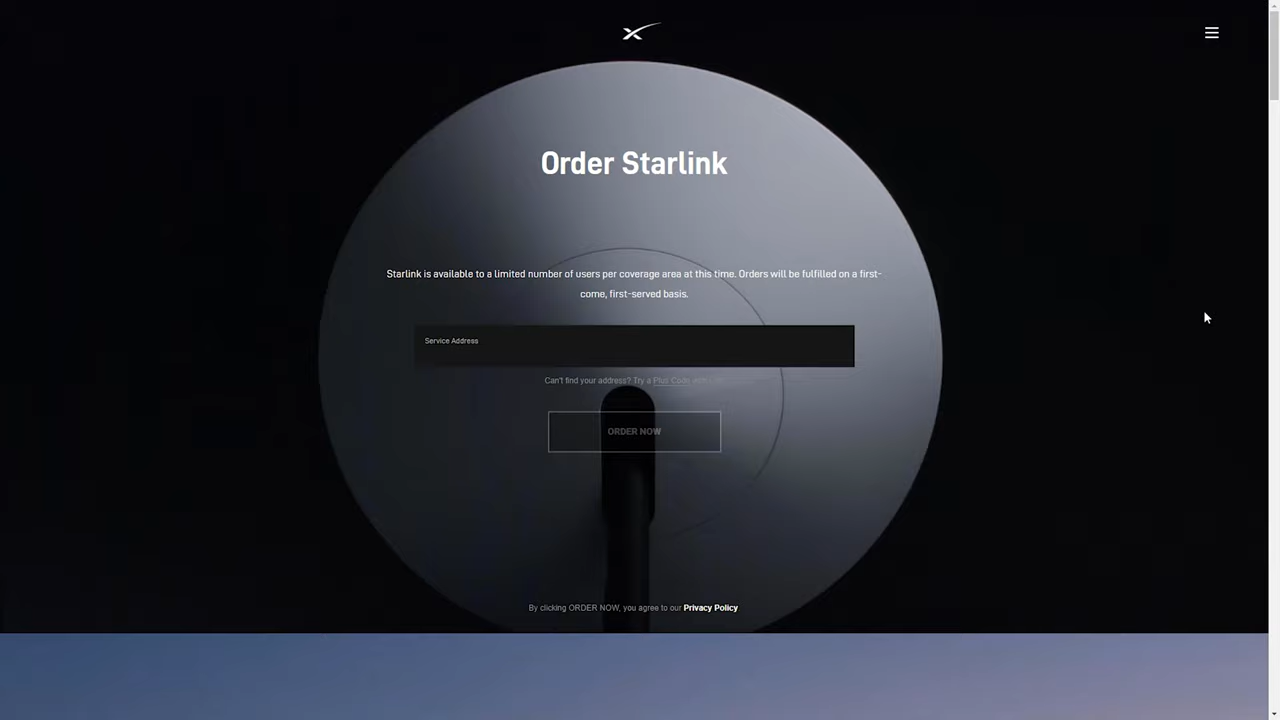 Order Starlink
Starlink is available to a limited number of users per coverage area at this time. Orders will be fulfilled on a first-
come, first-served basis.
Service Address
Can't find your address? Try a Plus Code
ORDER NOW
By clicking ORDER NOW, you agree to our Privacy Policy